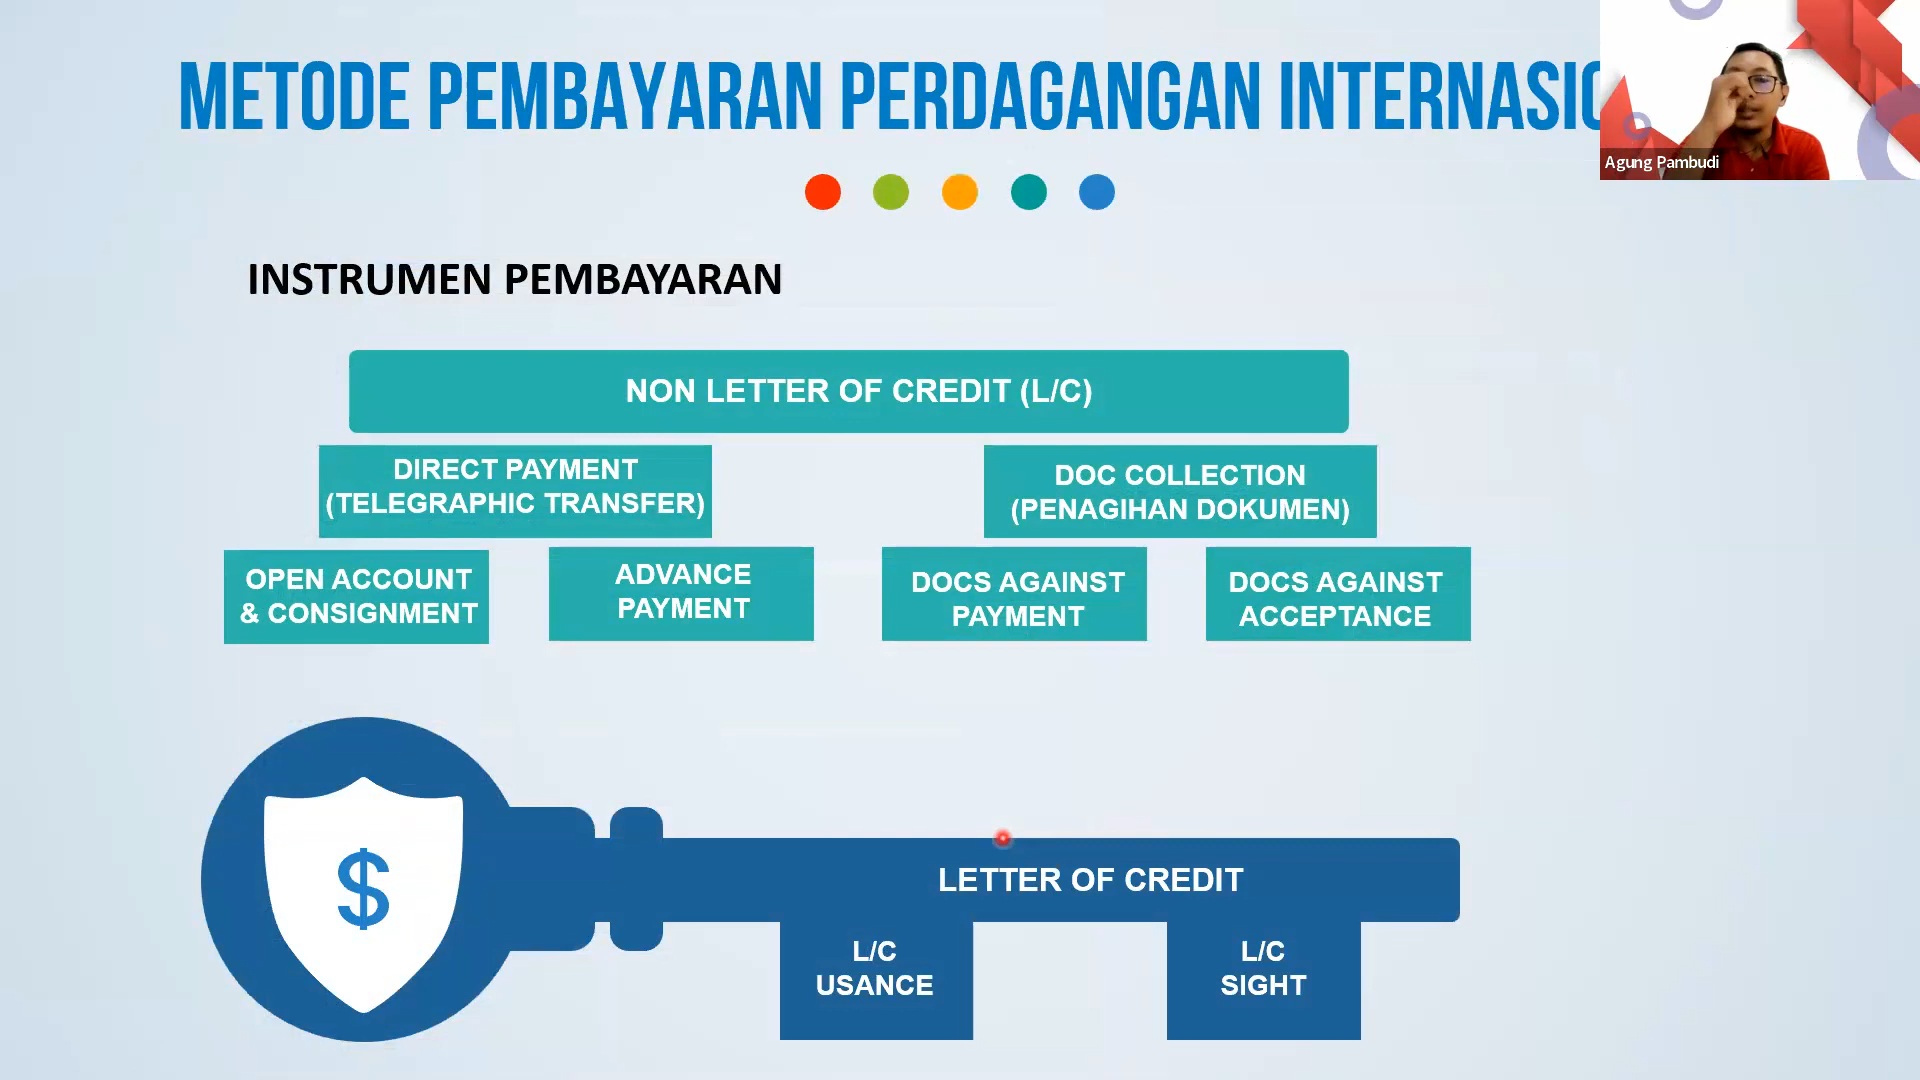 METODE PEMBAYARAN PERDAGANGAN INTERNASIO
Agung Pambudi
INSTRUMEN PEMBAYARAN
NON LETTER OF CREDIT (L/C)
DIRECT PAYMENT
(TELEGRAPHIC TRANSFER)
DOC COLLECTION
(PENAGIHAN DOKUMEN)
OPEN ACCOUNT
& CONSIGNMENT
ADVANCE
PAYMENT
DOCS AGAINST
PAYMENT
DOCS AGAINST
ACCEPTANCE
$
LETTER OF CREDIT
L/C
USANCE
L/C
SIGHT